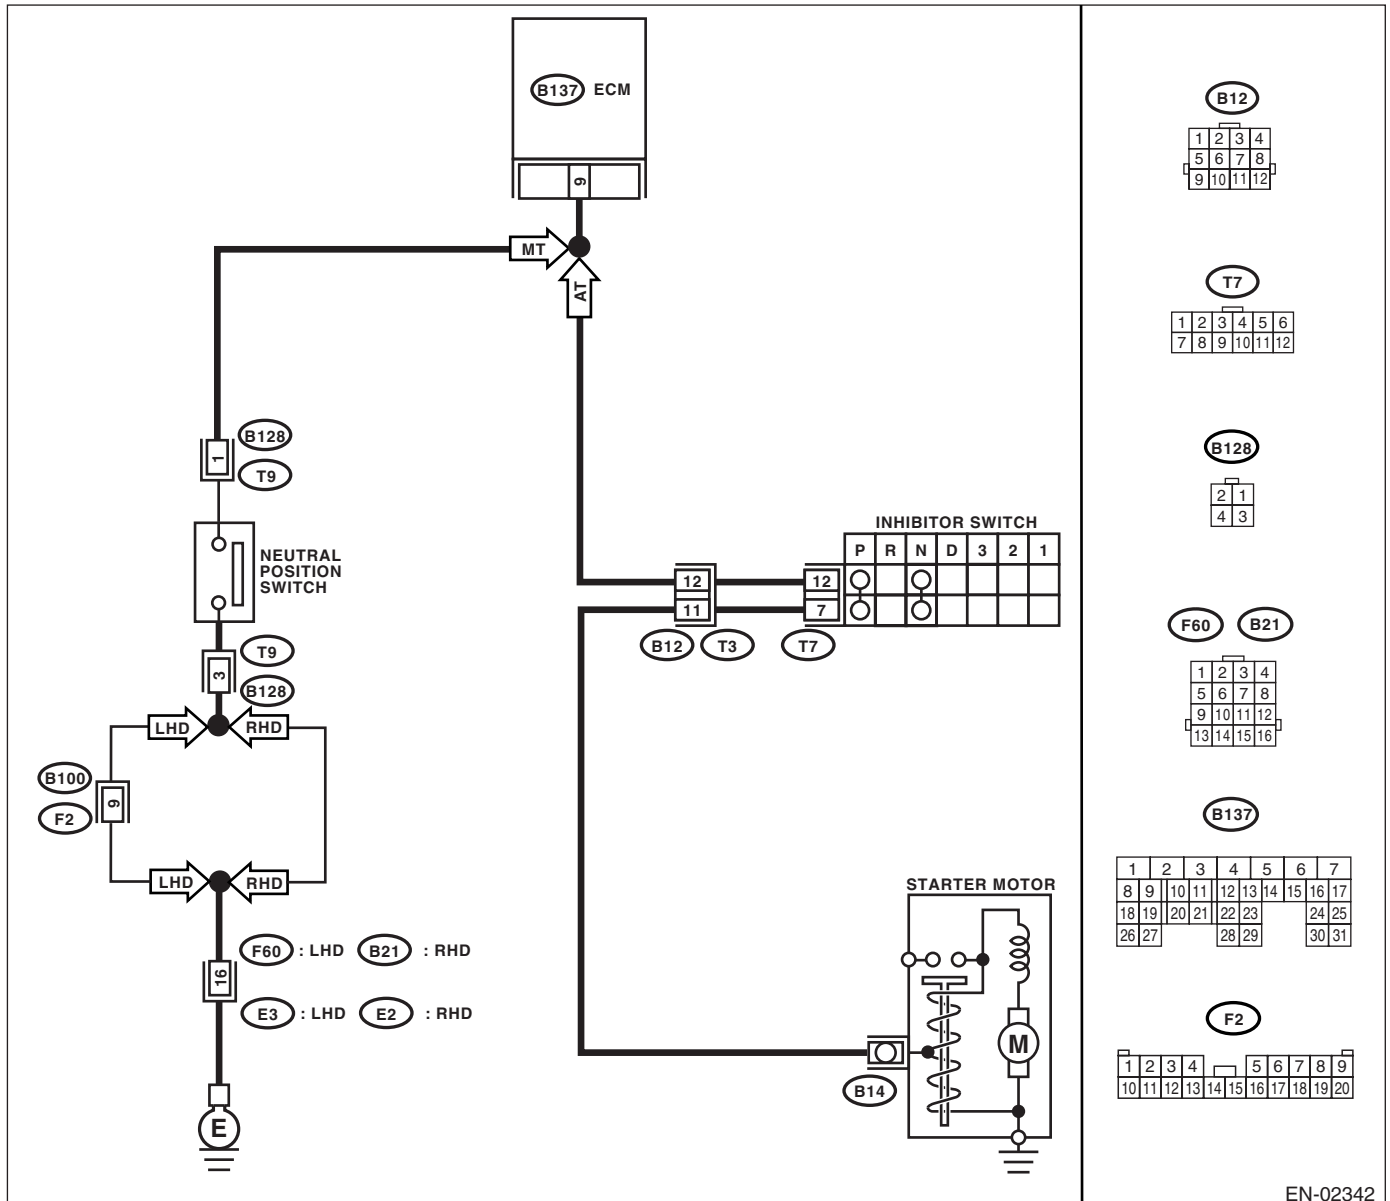 B137 ECM
9
MT
AT
B128
1
T9
NEUTRAL
POSITION
SWITCH
T9
3
B128
LHD RHD
B100
9
F2
LHD RHD
F60 : LHD B21 : RHD
16
E3 : LHD E2 : RHD
E
INHIBITOR SWITCH
P R N D 3 2 1
12 12
11 7
B12 T3 T7
STARTER MOTOR
M
B14
B12
1 2 3 4
5 6 7 8
9 10 11 12
T7
1 2 3 4 5 6
7 8 9 10 11 12
B128
2 1
4 3
F60 B21
1 2 3 4
5 6 7 8
9 10 11 12
13 14 15 16
B137
1 2 3 4 5 6 7
8 9 10 11 12 13 14 15 16 17
18 19 20 21 22 23 24 25
26 27 28 29 30 31
F2
1 2 3 4 5 6 7 8 9
10 11 12 13 14 15 16 17 18 19 20
EN-02342